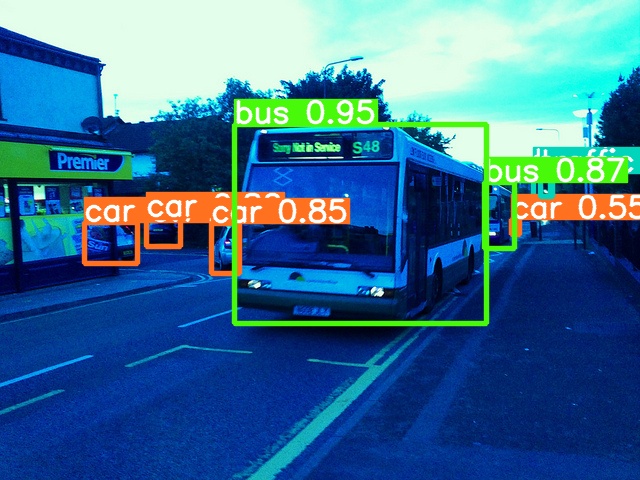 bus 0.95
Sorry Not in Service S48
bus 0.87
Premier
car
car
car 0.85
car 0.55
Sun